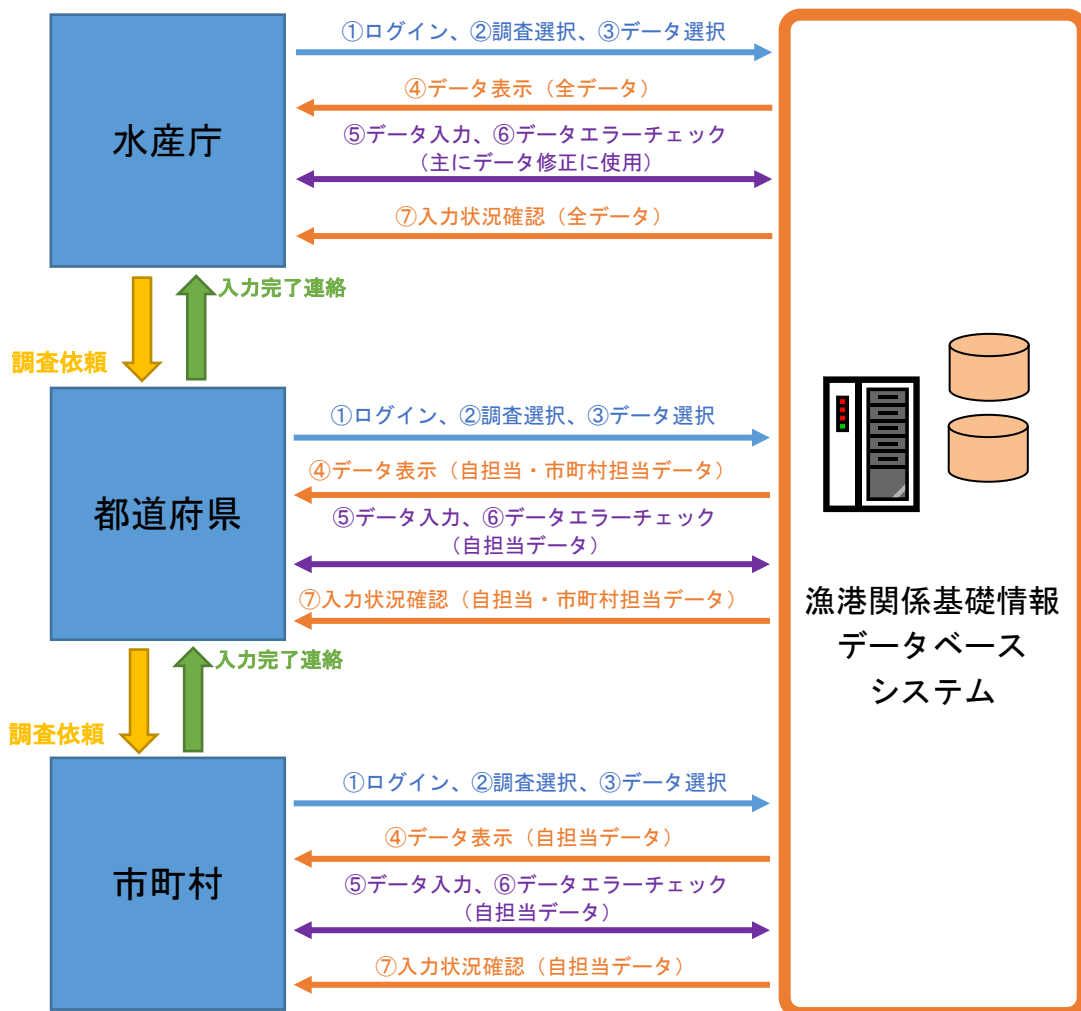 ①ログイン、②調査選択、③データ選択
④データ表示（全データ）
水産庁
⑤データ入力、⑥データエラーチェック
（主にデータ修正に使用）
⑦入力状況確認（全データ）
入力完了連絡
調査依頼
①ログイン、②調査選択、③データ選択
④データ表示（自担当・市町村担当データ）
都道府県
⑤データ入力、⑥データエラーチェック
（自担当データ）
⑦入力状況確認（自担当・市町村担当データ）
漁港関係基礎情報
データベース
システム
入力完了連絡
調査依頼
①ログイン、②調査選択、③データ選択
④データ表示（自担当データ）
市町村
⑤データ入力、⑥データエラーチェック
（自担当データ）
⑦入力状況確認（自担当データ）